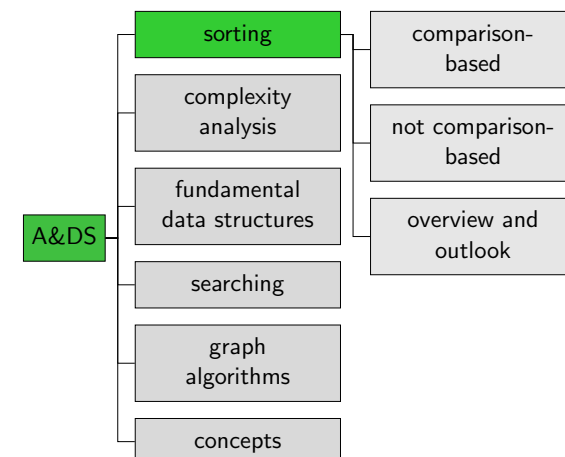 A&DS
sorting
complexity
analysis
fundamental
data structures
searching
graph
algorithms
concepts
comparison-
based
not comparison-
based
overview and
outlook